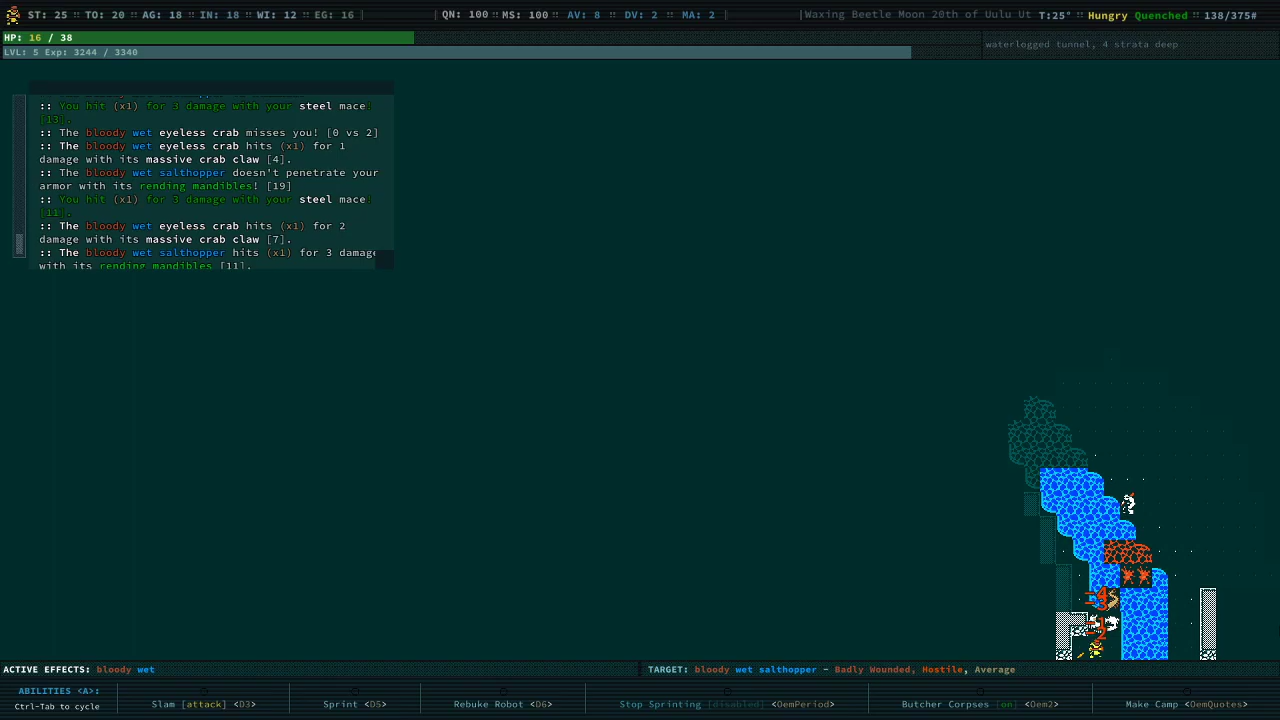 ST: 25 :: TO: 20 :: AG: 18 :: IN: 18 :: WI: 12 :: EG: 16 | [ QN: 100 :: MS: 100 :: AV: 8 :: DV: 2 :: MA: 2 ] |Waxing Beetle Moon 20th of Uulu Ut T:25° :: Hungry Quenched :: 138/375#
HP: 16 / 38
LVL: 5 Exp: 3244 / 3340
waterlogged tunnel, 4 strata deep
:: You hit (x1) for 3 damage with your steel mace!
[13].
:: The bloody wet eyeless crab misses you! [0 vs 2]
:: The bloody wet eyeless crab hits (x1) for 1
damage with its massive crab claw [4].
:: The bloody wet salthopper doesn't penetrate your
armor with its rending mandibles! [19]
:: You hit (x1) for 3 damage with your steel mace!
[11].
:: The bloody wet eyeless crab hits (x1) for 2
damage with its massive crab claw [7].
:: The bloody wet salthopper hits (x1) for 3 damage
with its rending mandibles [11].
ACTIVE EFFECTS: bloody wet
TARGET: bloody wet salthopper - Badly Wounded, Hostile, Average
ABILITIES <A>:
Ctrl-Tab to cycle
Slam [attack] <D3>
Sprint <D5>
Rebuke Robot <D6>
Stop Sprinting [disabled] <OemPeriod>
Butcher Corpses [on] <Oem2>
Make Camp <OemQuotes>